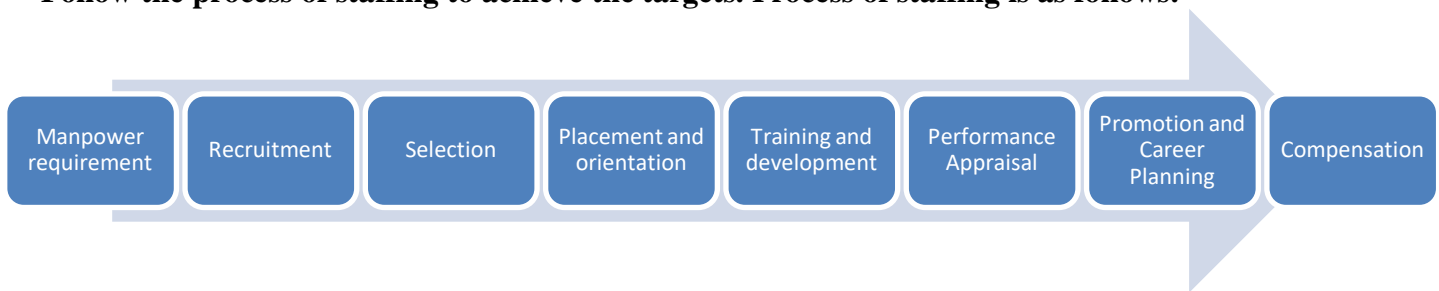 Follow the process of staffing to achieve the targets. Process of staffing is as follows:
Manpower
requirement
Recruitment
Selection
Placement and
orientation
Training and
development
Performance
Appraisal
Promotion and
Career
Planning
Compensation